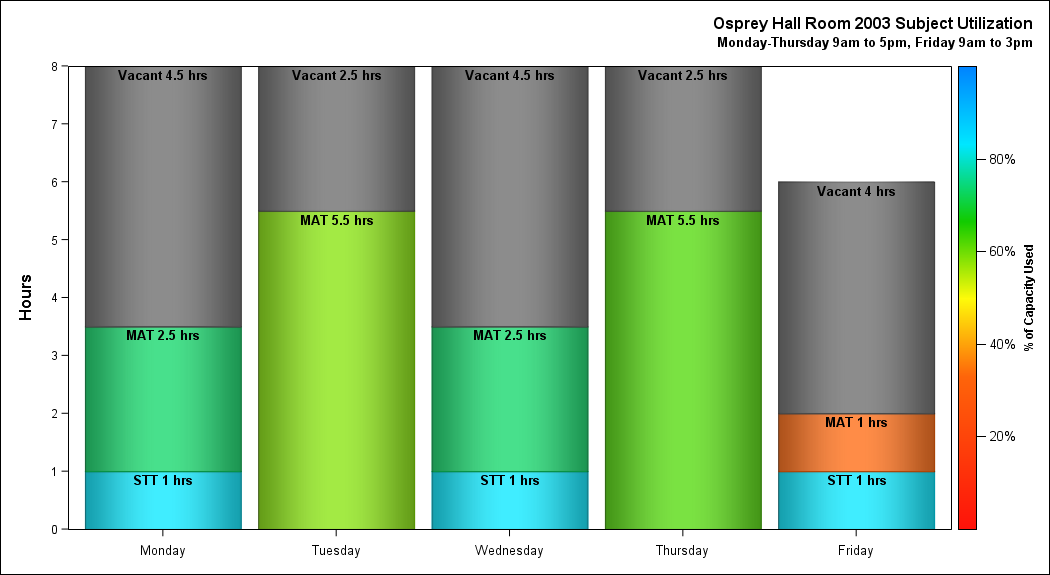 Osprey Hall Room 2003 Subject Utilization
Monday-Thursday 9am to 5pm, Friday 9am to 3pm
Hours
8
7
6
5
4
3
2
1
0
Vacant 4.5 hrs
MAT 2.5 hrs
STT 1 hrs
Vacant 2.5 hrs
MAT 5.5 hrs
Vacant 4.5 hrs
MAT 2.5 hrs
STT 1 hrs
Vacant 2.5 hrs
MAT 5.5 hrs
Vacant 4 hrs
MAT 1 hrs
STT 1 hrs
Monday
Tuesday
Wednesday
Thursday
Friday
80%
60%
40%
20%
% of Capacity Used